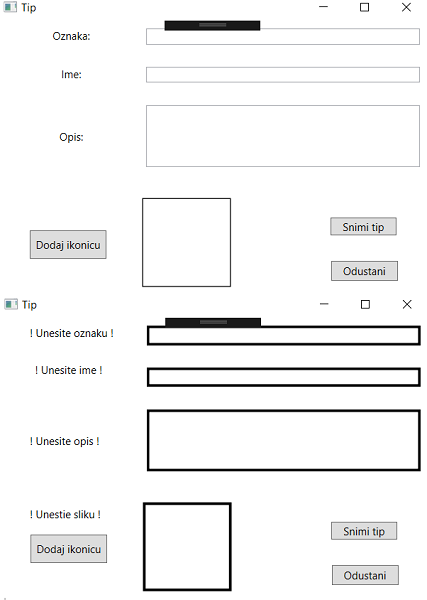 Tip
Oznaka:
Ime:
Opis:
Dodaj ikonicu
Snimi tip
Odustani
Tip
! Unesite oznaku !
! Unesite ime !
! Unesite opis !
! Unestie sliku !
Dodaj ikonicu
Snimi tip
Odustani